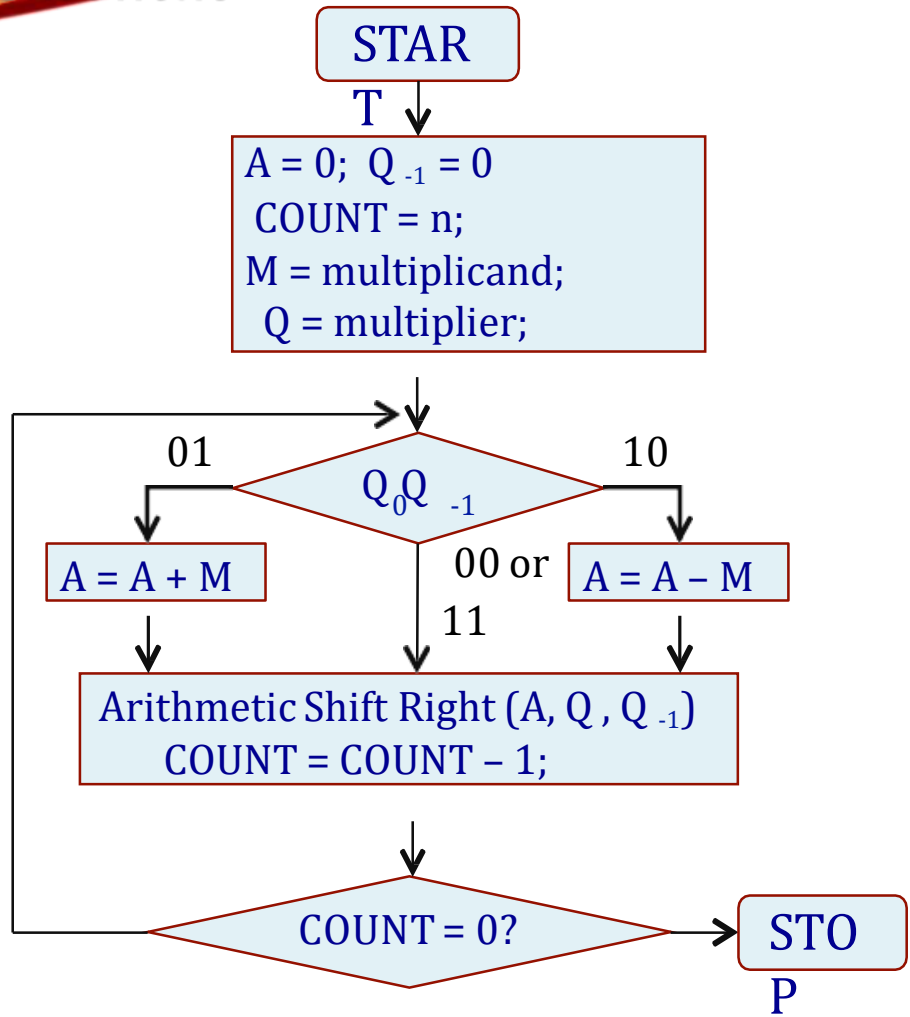 STAR
T
A = 0; Q -1 = 0
COUNT = n;
M = multiplicand;
Q = multiplier;
01
10
Q0Q -1
A = A + M
00 or
11
A = A – M
Arithmetic Shift Right (A, Q , Q -1)
COUNT = COUNT – 1;
COUNT = 0?
STO
P